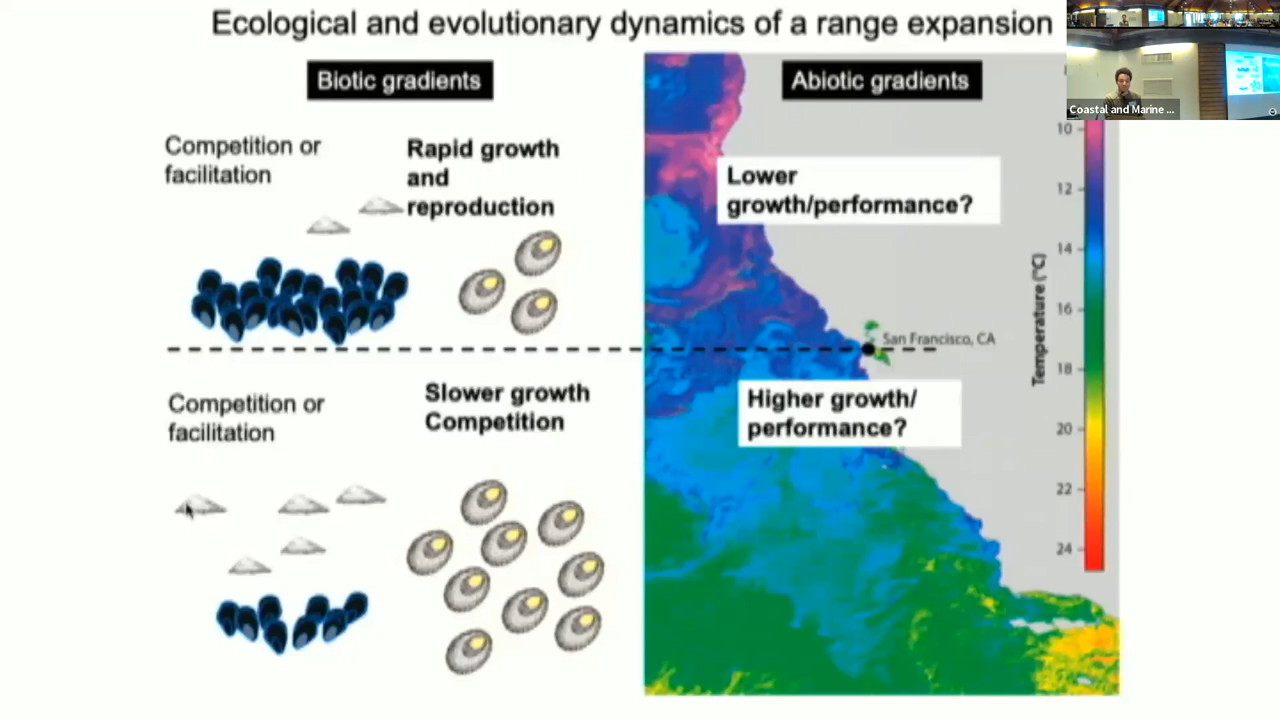 Ecological and evolutionary dynamics of a range expansion
Biotic gradients
Abiotic gradients
Coastal and Marine ...
Competition or
facilitation
Rapid growth
and
reproduction
Lower
growth/performance?
San Francisco, CA
Competition or
facilitation
Slower growth
Competition
Higher growth/
performance?
Temperature (°C)
10
12
14
16
18
20
22
24